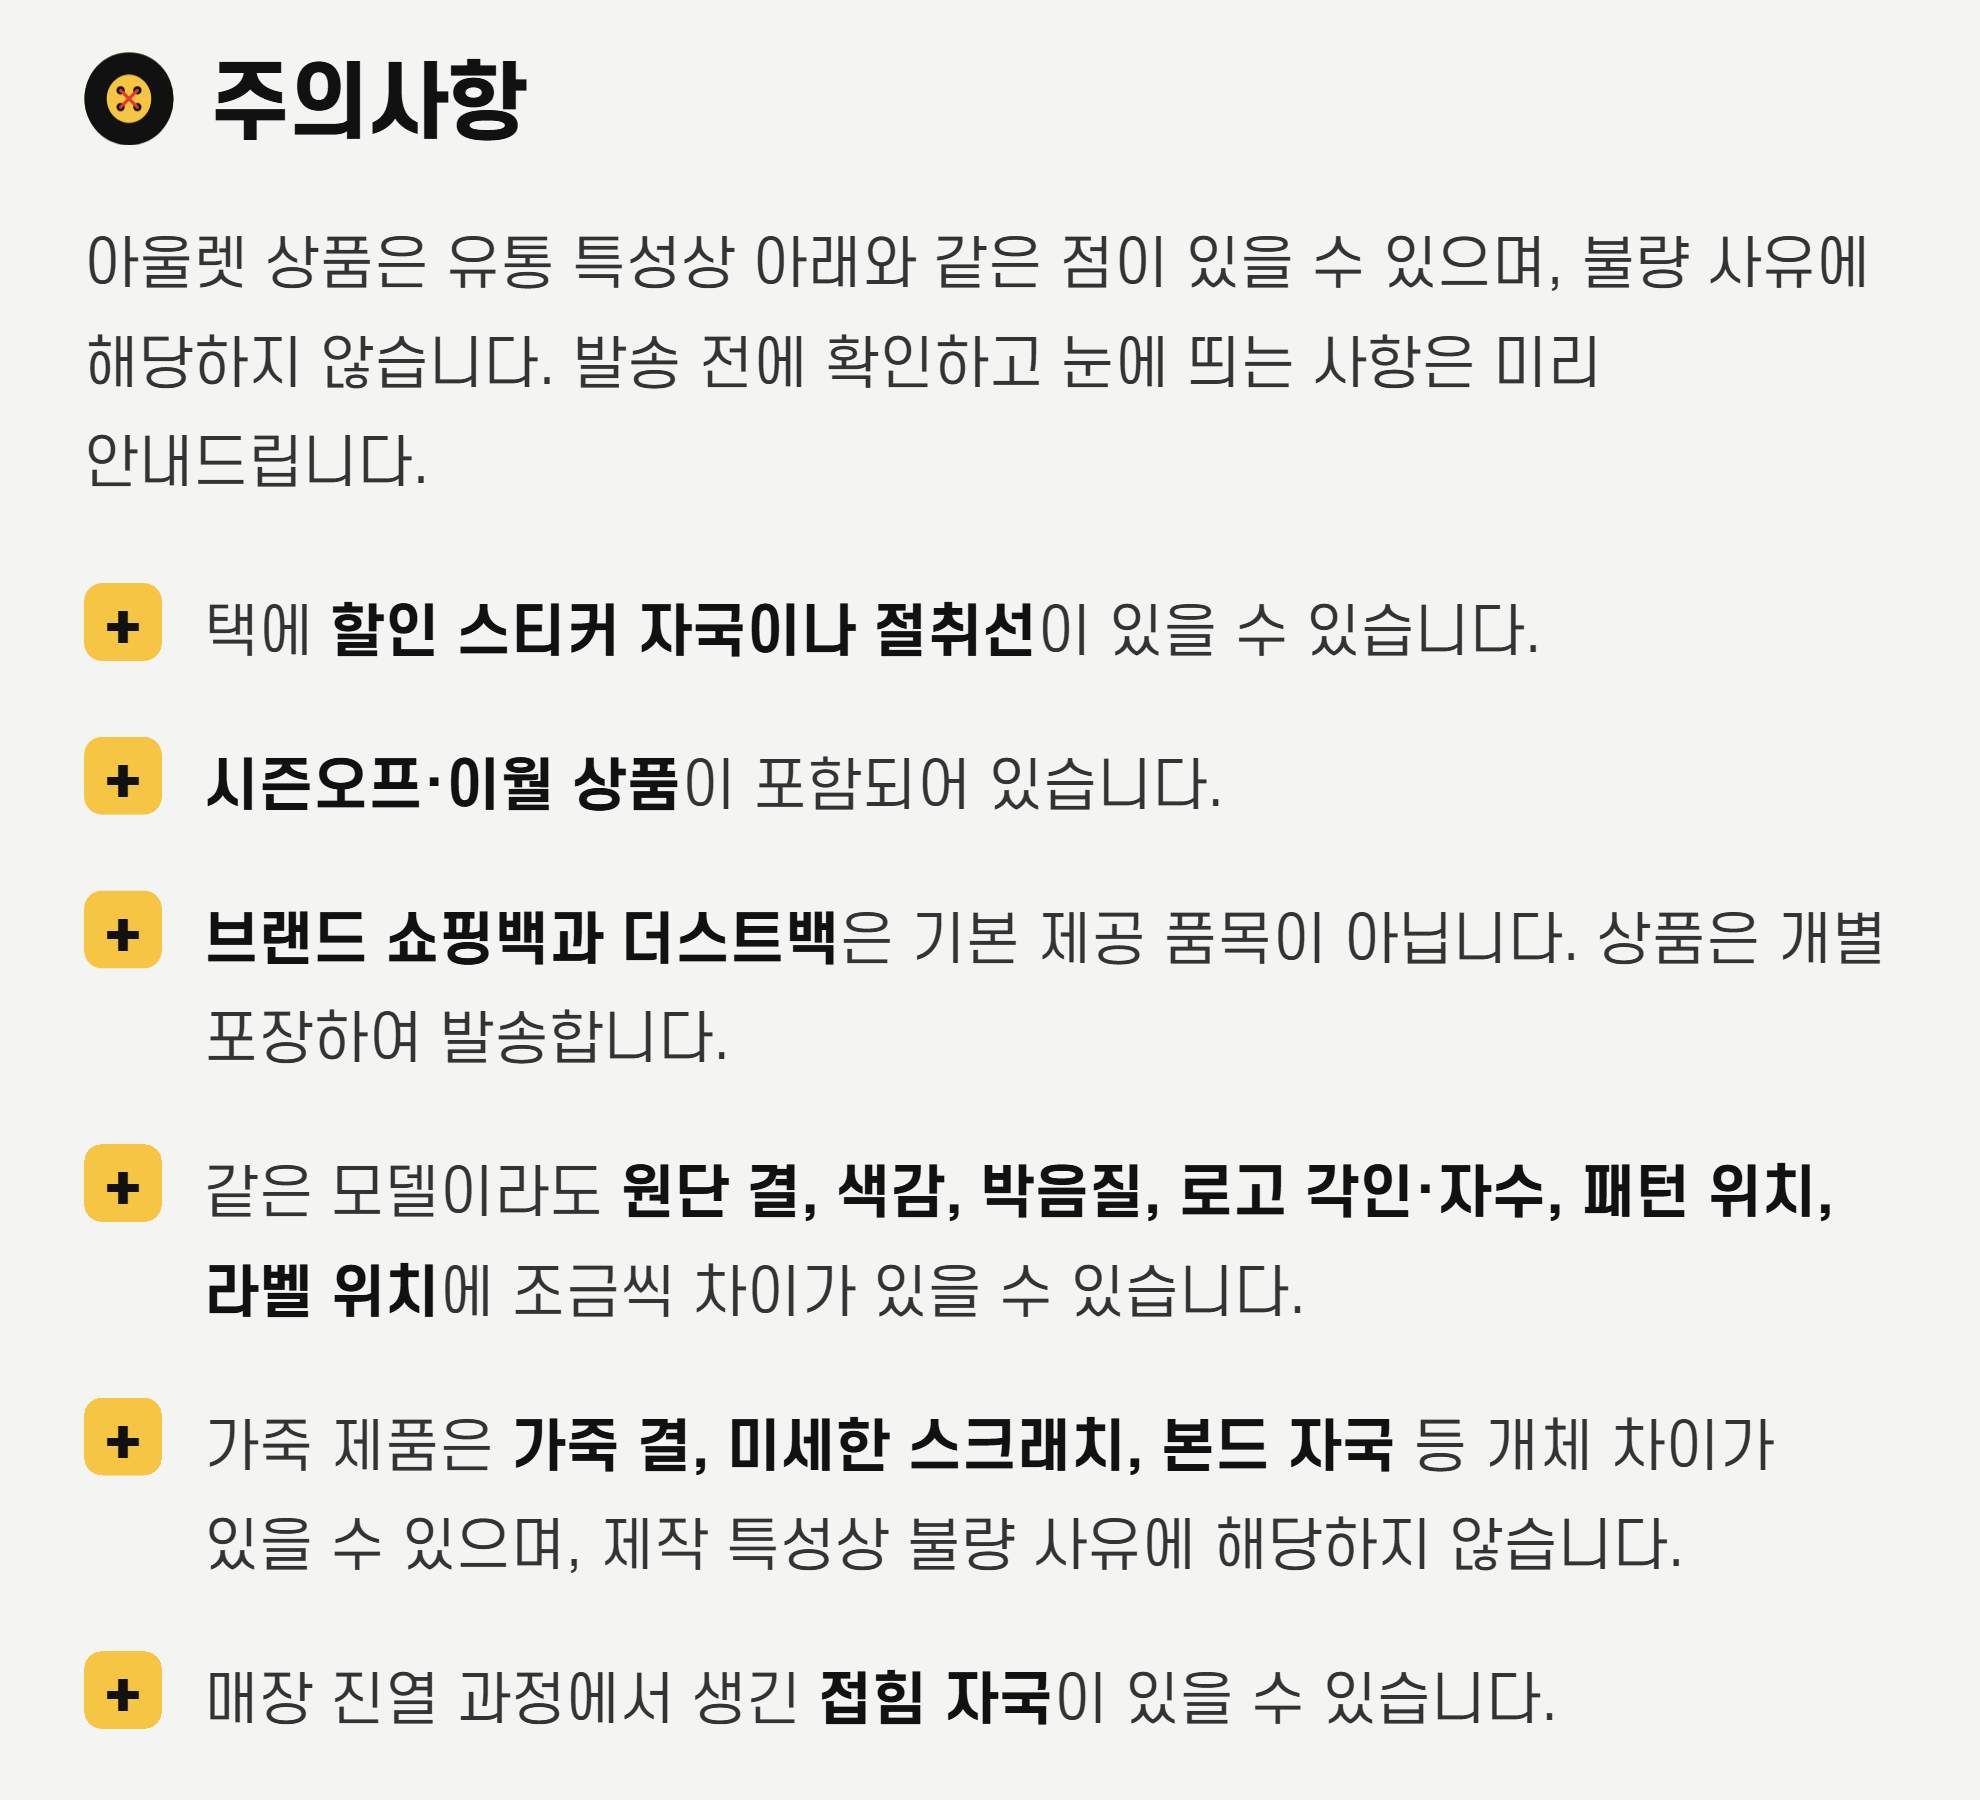 주의사항
아울렛 상품은 유통 특성상 아래와 같은 점이 있을 수 있으며, 불량 사유에
해당하지 않습니다. 발송 전에 확인하고 눈에 띄는 사항은 미리
안내드립니다.
+ 택에 할인 스티커 자국이나 절취선이 있을 수 있습니다.
+ 시즌오프·이월 상품이 포함되어 있습니다.
+ 브랜드 쇼핑백과 더스트백은 기본 제공 품목이 아닙니다. 상품은 개별
포장하여 발송합니다.
+ 같은 모델이라도 원단 결, 색감, 박음질, 로고 각인·자수, 패턴 위치,
라벨 위치에 조금씩 차이가 있을 수 있습니다.
+ 가죽 제품은 가죽 결, 미세한 스크래치, 본드 자국 등 개체 차이가
있을 수 있으며, 제작 특성상 불량 사유에 해당하지 않습니다.
+ 매장 진열 과정에서 생긴 접힘 자국이 있을 수 있습니다.